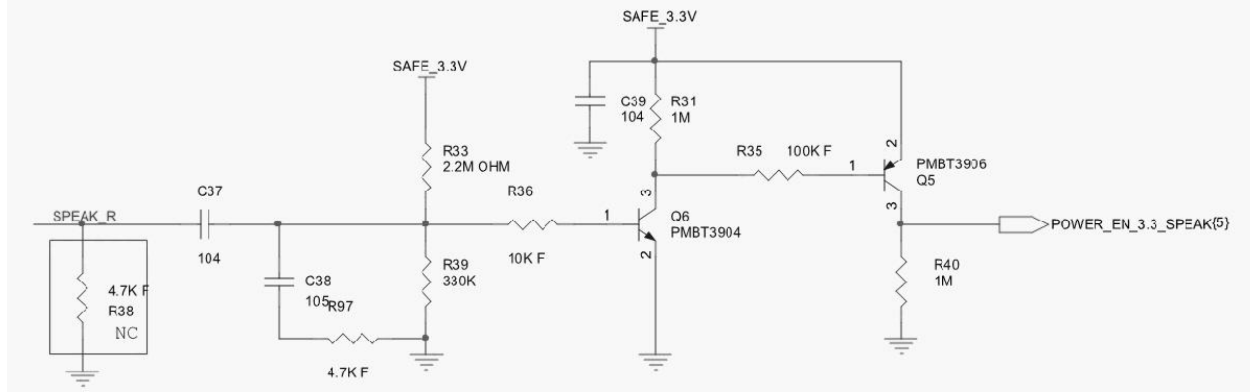 SAFE_3.3V
SAFE_3.3V
C39
104
R31
1M
R33
2.2M OHM
R35 100K F
1
2
PMBT3906
Q5
3
C37
104
SPEAK_R
R36
10K F
1
3
Q6
PMBT3904
2
POWER_EN_3.3_SPEAK{5}
4.7K F
R38
NC
C38
105
R97
4.7K F
R39
330K
R40
1M